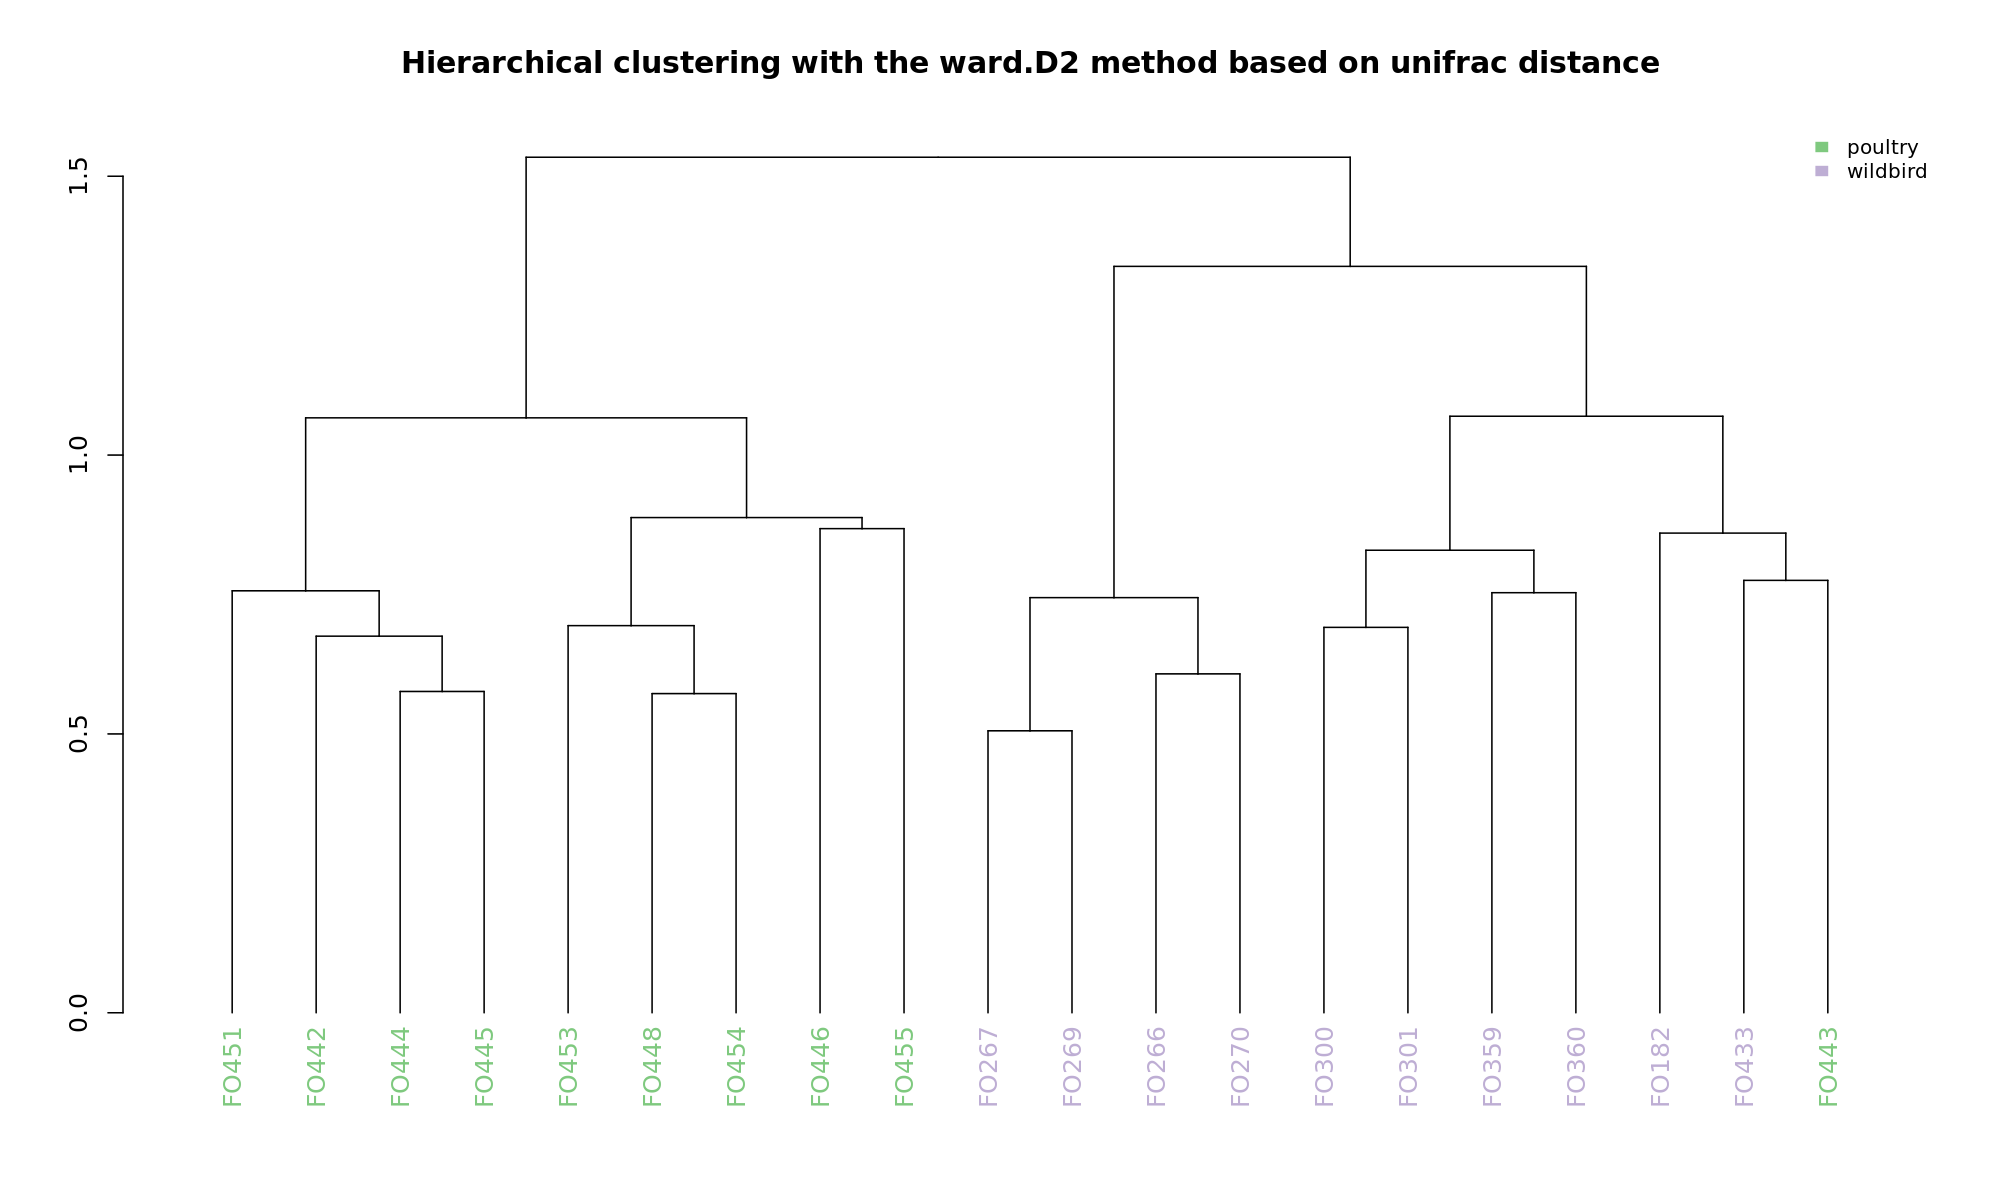 Hierarchical clustering with the ward.D2 method based on unifrac distance
poultry
wildbird
1.5
1.0
0.5
0.0
FO451
FO442
FO444
FO445
FO453
FO448
FO454
FO446
FO455
FO267
FO269
FO266
FO270
FO300
FO301
FO359
FO360
FO182
FO433
FO443